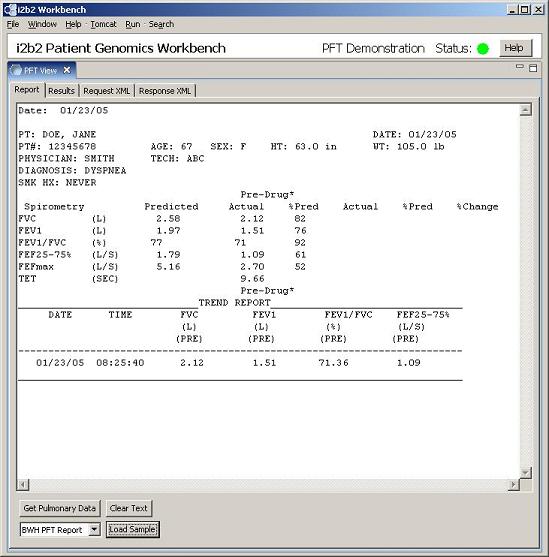 i2b2 Workbench
File Window Help Tomcat Run Search
i2b2 Patient Genomics Workbench PFT Demonstration Status: Help
PFT View
Report Results Request XML Response XML
Date: 01/23/05
PT: DOE, JANE DATE: 01/23/05
PT#: 12345678 AGE: 67 SEX: F HT: 63.0 in WT: 105.0 lb
PHYSICIAN: SMITH TECH: ABC
DIAGNOSIS: DYSPNEA
SMK HX: NEVER
Pre-Drug*
Spirometry Predicted Actual %Pred Actual %Pred %Change
FVC (L) 2.58 2.12 82
FEV1 (L) 1.97 1.51 76
FEV1/FVC (%) 77 71 92
FEF25-75% (L/S) 1.79 1.09 61
FEFmax (L/S) 5.16 2.70 52
TET (SEC) 9.66
Pre-Drug*
TREND REPORT
DATE TIME FVC FEV1 FEV1/FVC FEF25-75%
(L) (L) (%) (L/S)
(PRE) (PRE) (PRE) (PRE)
01/23/05 08:25:40 2.12 1.51 71.36 1.09
Get Pulmonary Data Clear Text
BWH PFT Report Load Sample